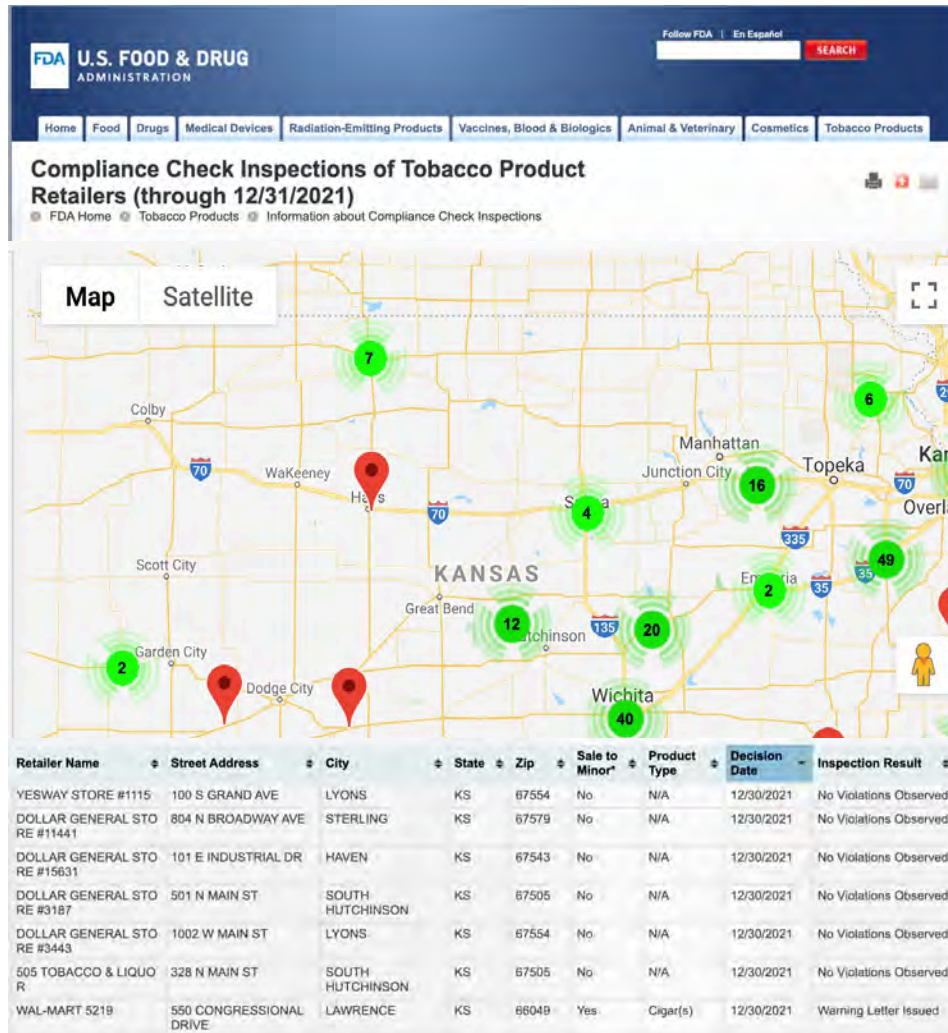 Follow FDA | En Español
FDA U.S. FOOD & DRUG
ADMINISTRATION
SEARCH
Home Food Drugs Medical Devices Radiation-Emitting Products Vaccines, Blood & Biologics Animal & Veterinary Cosmetics Tobacco Products
Compliance Check Inspections of Tobacco Product
Retailers (through 12/31/2021)
FDA Home Tobacco Products Information about Compliance Check Inspections
Map Satellite
7
6
Colby
Manhattan
70
WaKeeney
Junction City
16
Topeka
70
Hays
70
4
335
Scott City
KANSAS
49
35
2
35
Great Bend
12
135
20
Garden City
2
Dodge City
Wichita
40
Retailer Name Street Address City State Zip Sale to Minor* Product Type Decision Date Inspection Result
YESWAY STORE #1115 100 S GRAND AVE LYONS KS 67554 No N/A 12/30/2021 No Violations Observed
DOLLAR GENERAL STO 804 N BROADWAY AVE STERLING KS 67579 No N/A 12/30/2021 No Violations Observed
RE #11441
DOLLAR GENERAL STO 101 E INDUSTRIAL DR HAVEN KS 67543 No N/A 12/30/2021 No Violations Observed
RE #15631
DOLLAR GENERAL STO 501 N MAIN ST SOUTH KS 67505 No N/A 12/30/2021 No Violations Observed
RE #3187 HUTCHINSON
DOLLAR GENERAL STO 1002 W MAIN ST LYONS KS 67554 No N/A 12/30/2021 No Violations Observed
RE #3443
505 TOBACCO & LIQUO 328 N MAIN ST SOUTH KS 67505 No N/A 12/30/2021 No Violations Observed
R HUTCHINSON
WAL-MART 5219 550 CONGRESSIONAL LAWRENCE KS 66049 Yes Cigar(s) 12/30/2021 Warning Letter Issued
DRIVE